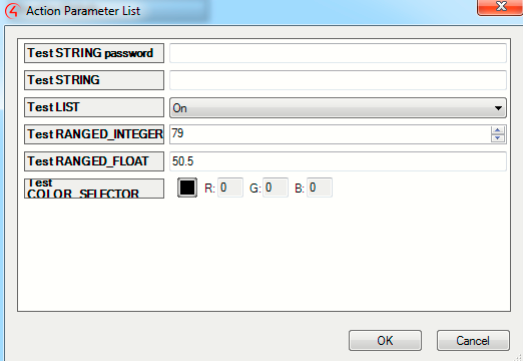 Action Parameter List
Test STRING password
Test STRING
Test LIST On
Test RANGED_INTEGER 79
Test RANGED_FLOAT 50.5
Test
COLOR_SELECTOR R: 0 G: 0 B: 0
OK Cancel